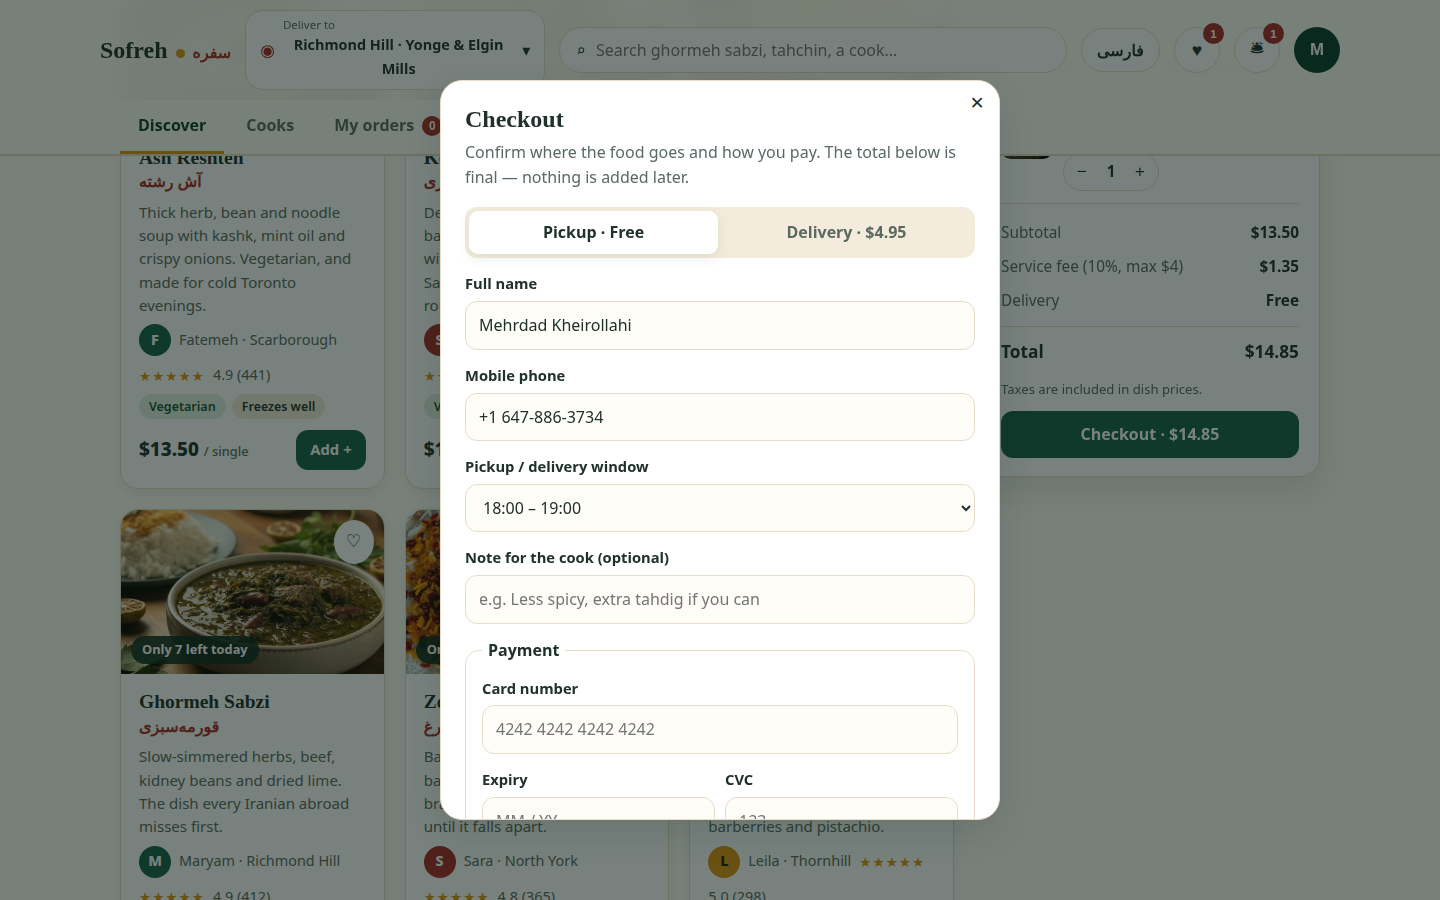 Sofreh
سفره
Deliver to
Richmond Hill · Yonge & Elgin
Mills
▾
Search ghormeh sabzi, tahchin, a cook...
فارسی
1
1
M
Discover
Cooks
My orders
0
Ash Reshteh
آش رشته
Thick herb, bean and noodle
soup with kashk, mint oil and
crispy onions. Vegetarian, and
made for cold Toronto
evenings.
F
Fatemeh · Scarborough
★★★★★ 4.9 (441)
Vegetarian
Freezes well
$13.50 / single
Add +
Checkout
✕
Confirm where the food goes and how you pay. The total below is
final — nothing is added later.
Pickup · Free
Delivery · $4.95
Full name
Mehrdad Kheirollahi
Mobile phone
+1 647-886-3734
Pickup / delivery window
18:00 – 19:00
Note for the cook (optional)
e.g. Less spicy, extra tahdig if you can
Payment
Card number
4242 4242 4242 4242
Expiry
CVC
MM / YY
123
− 1 +
Subtotal $13.50
Service fee (10%, max $4) $1.35
Delivery Free
Total $14.85
Taxes are included in dish prices.
Checkout · $14.85
Only 7 left today
Ghormeh Sabzi
قورمه‌سبزی
Slow-simmered herbs, beef,
kidney beans and dried lime.
The dish every Iranian abroad
misses first.
M
Maryam · Richmond Hill
★★★★★ 4.9 (412)
until it falls apart.
S
Sara · North York
★★★★★ 4.8 (365)
barberries and pistachio.
L
Leila · Thornhill ★★★★★
5.0 (298)